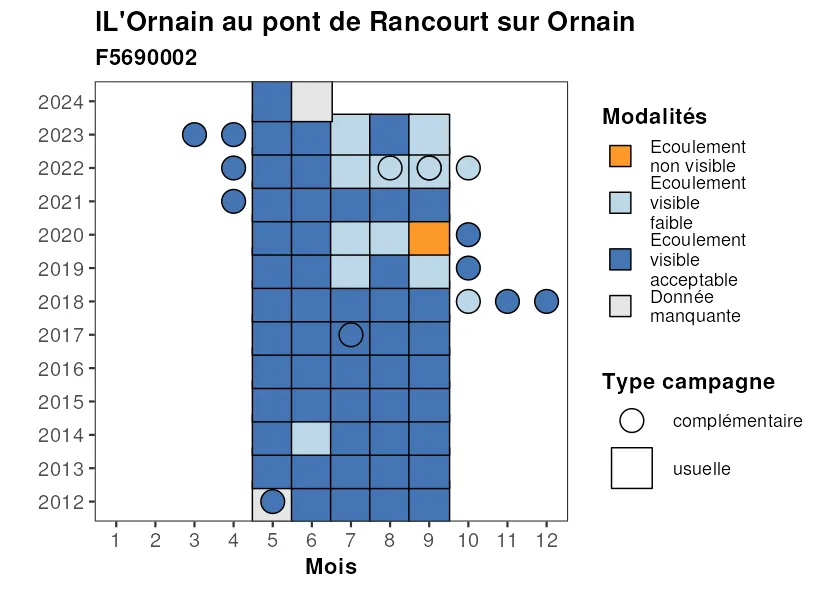 IL'Ornain au pont de Rancourt sur Ornain
F5690002
2024
2023
2022
2021
2020
2019
2018
2017
2016
2015
2014
2013
2012
1 2 3 4 5 6 7 8 9 10 11 12
Mois
Modalités
Ecoulement
non visible
Ecoulement
visible
faible
Ecoulement
visible
acceptable
Donnée
manquante
Type campagne
complémentaire
usuelle